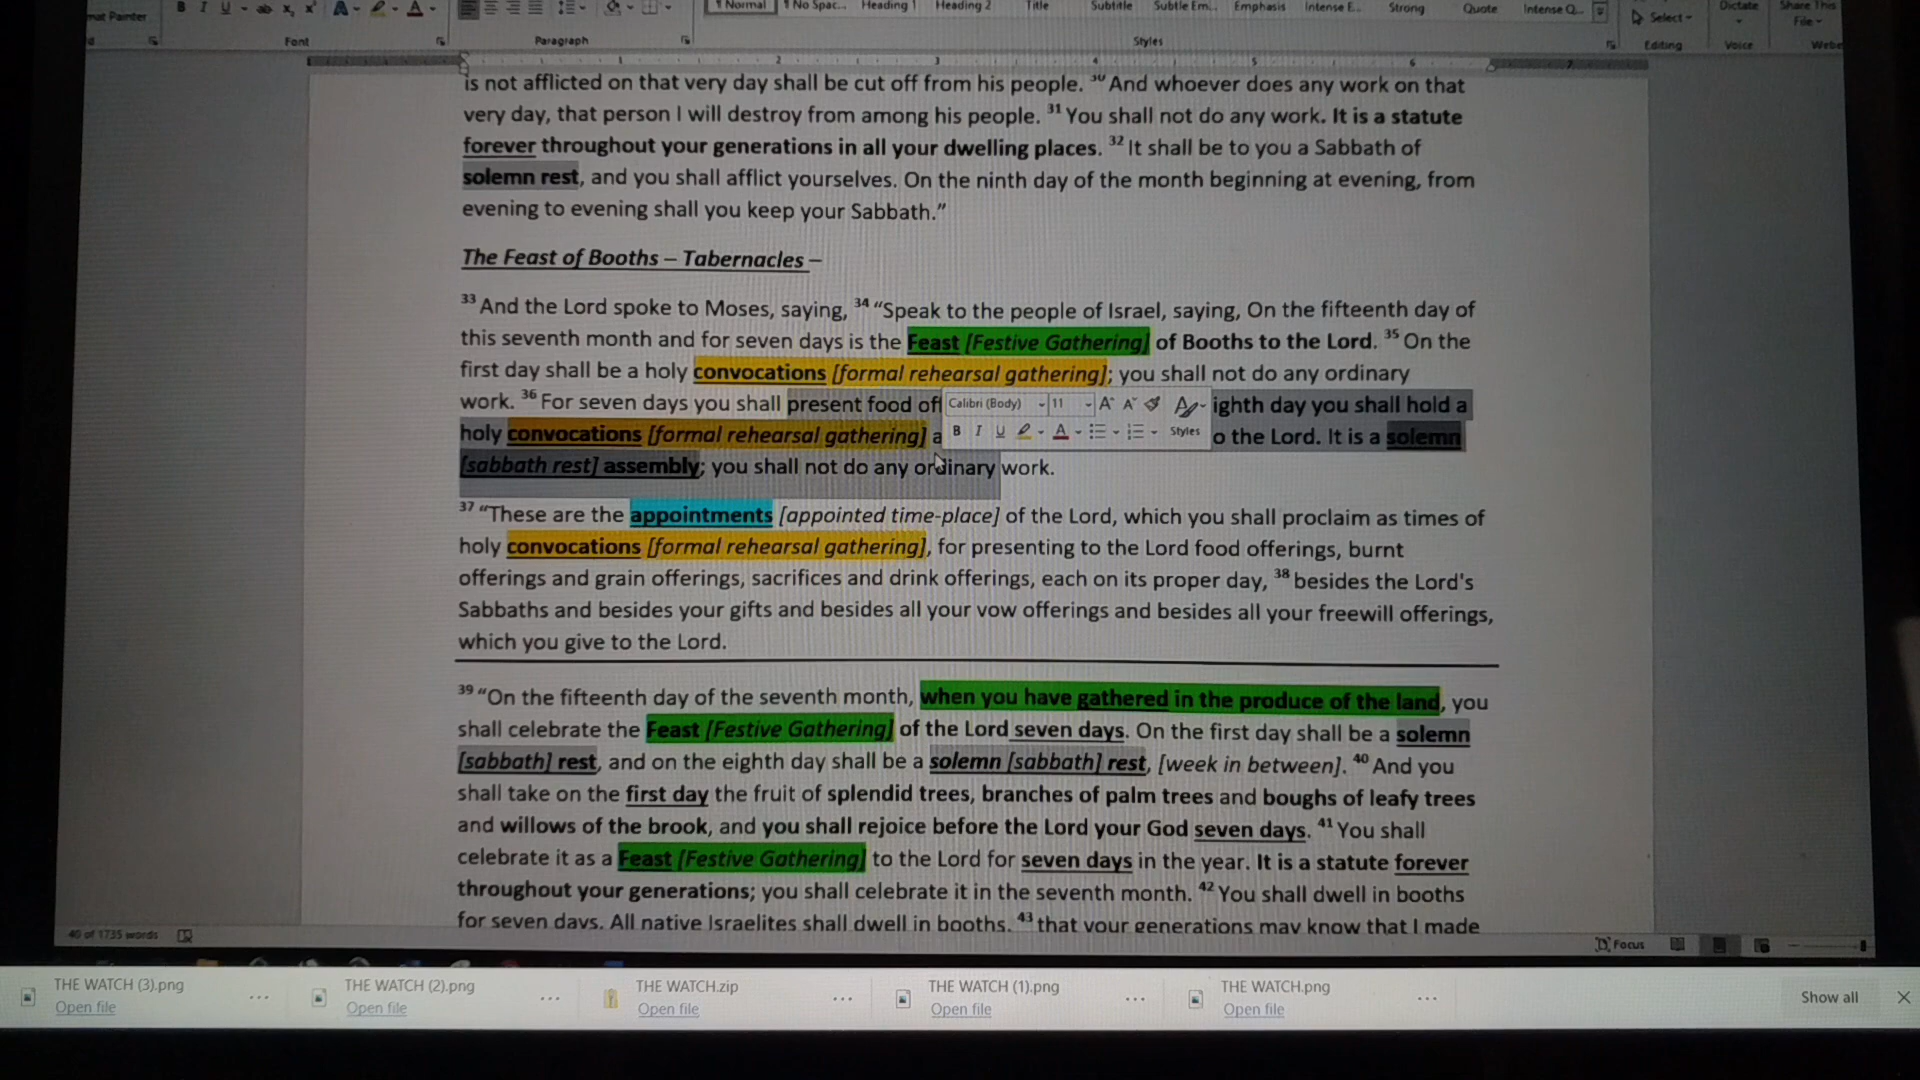 mat Painter
B I U ab x x A A
Normal No Spac... Heading 1 Heading 2 Title Subtitle Subtle Em... Emphasis Intense E... Strong Quote Intense Q... Select Dictate Share This
File
Font Paragraph Styles Editing Voice
1 2 3 4 5 6 7
is not afflicted on that very day shall be cut off from his people. 30 And whoever does any work on that
very day, that person I will destroy from among his people. 31 You shall not do any work. It is a statute
forever throughout your generations in all your dwelling places. 32 It shall be to you a Sabbath of
solemn rest, and you shall afflict yourselves. On the ninth day of the month beginning at evening, from
evening to evening shall you keep your Sabbath.”
The Feast of Booths – Tabernacles –
33 And the Lord spoke to Moses, saying, 34 “Speak to the people of Israel, saying, On the fifteenth day of
this seventh month and for seven days is the Feast [Festive Gathering] of Booths to the Lord. 35 On the
first day shall be a holy convocations [formal rehearsal gathering]; you shall not do any ordinary
work. 36 For seven days you shall present food of Calibri (Body) 11 A A ighth day you shall hold a
holy convocations [formal rehearsal gathering] a B I U A Styles o the Lord. It is a solemn
[sabbath rest] assembly; you shall not do any ordinary work.
37 “These are the appointments [appointed time-place] of the Lord, which you shall proclaim as times of
holy convocations [formal rehearsal gathering], for presenting to the Lord food offerings, burnt
offerings and grain offerings, sacrifices and drink offerings, each on its proper day, 38 besides the Lord's
Sabbaths and besides your gifts and besides all your vow offerings and besides all your freewill offerings,
which you give to the Lord.
39 “On the fifteenth day of the seventh month, when you have gathered in the produce of the land, you
shall celebrate the Feast [Festive Gathering] of the Lord seven days. On the first day shall be a solemn
[sabbath] rest, and on the eighth day shall be a solemn [sabbath] rest, [week in between]. 40 And you
shall take on the first day the fruit of splendid trees, branches of palm trees and boughs of leafy trees
and willows of the brook, and you shall rejoice before the Lord your God seven days. 41 You shall
celebrate it as a Feast [Festive Gathering] to the Lord for seven days in the year. It is a statute forever
throughout your generations; you shall celebrate it in the seventh month. 42 You shall dwell in booths
for seven days. All native Israelites shall dwell in booths, 43 that your generations may know that I made
40 of 1735 words Focus
THE WATCH (3).png THE WATCH (2).png THE WATCH.zip THE WATCH (1).png THE WATCH.png Show all
Open file Open file Open file Open file Open file